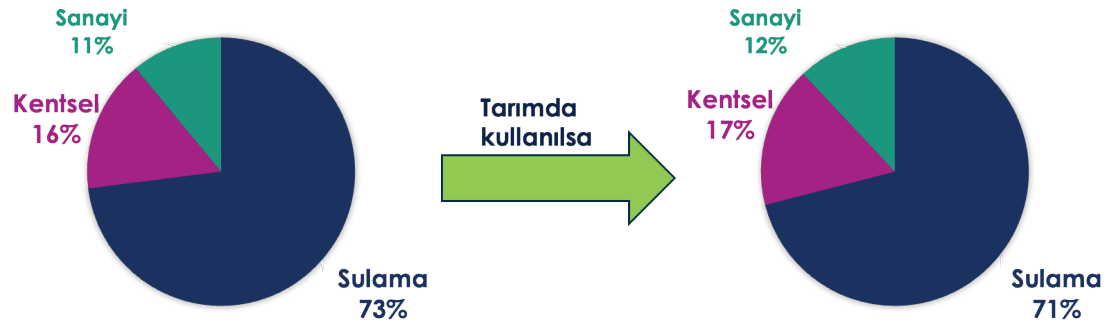 Sanayi
11%
Kentsel
16%
Sulama
73%
Tarımda
kullanılsa
Sanayi
12%
Kentsel
17%
Sulama
71%